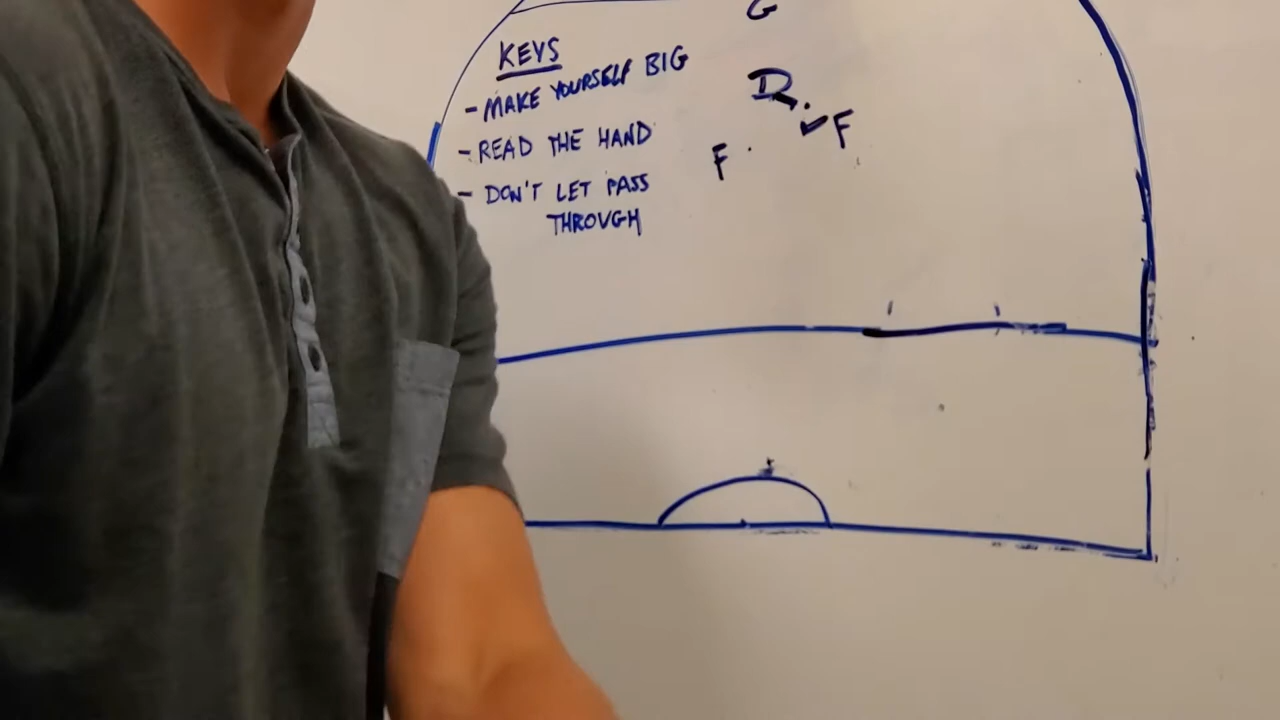 G
KEYS
- MAKE YOURSELF BIG
D
F
- READ THE HAND
F
- DON'T LET PASS
THROUGH